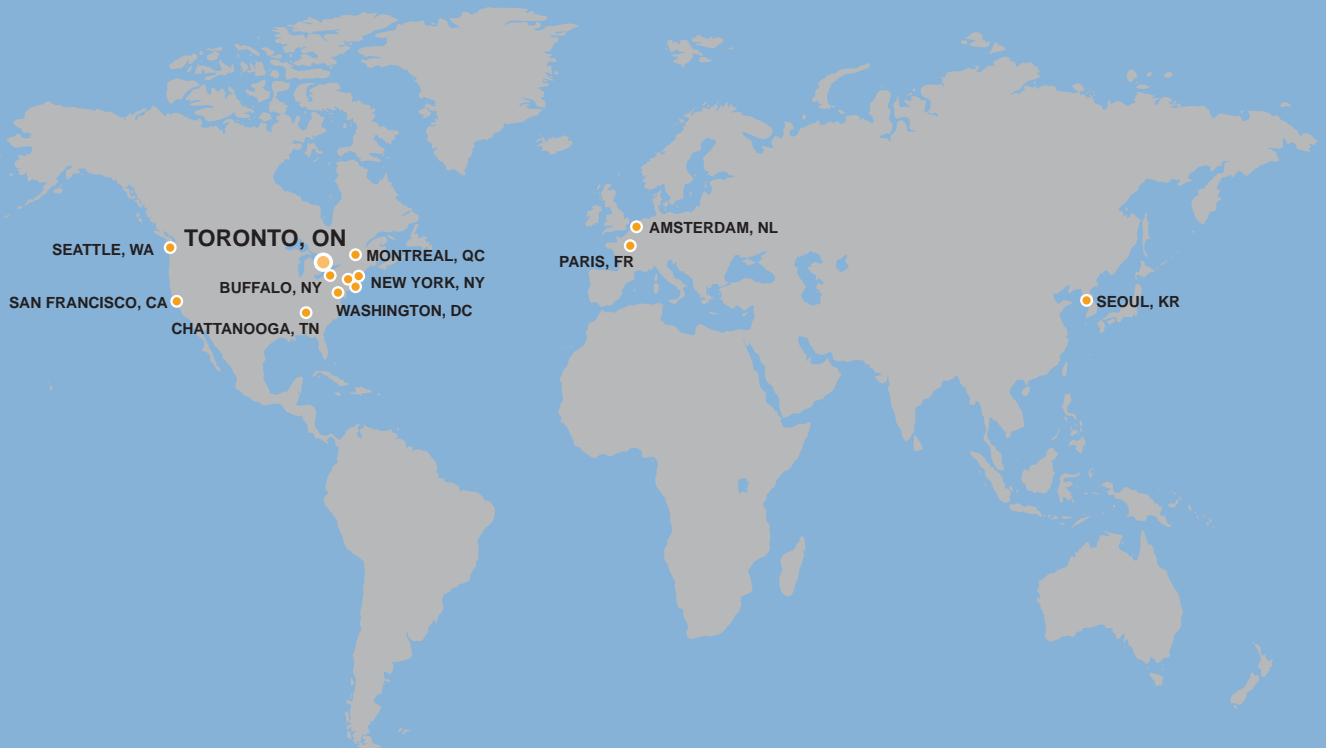 AMSTERDAM, NL
TORONTO, ON
SEATTLE, WA
MONTREAL, QC
PARIS, FR
BUFFALO, NY
NEW YORK, NY
SAN FRANCISCO, CA
SEOUL, KR
WASHINGTON, DC
CHATTANOOGA, TN